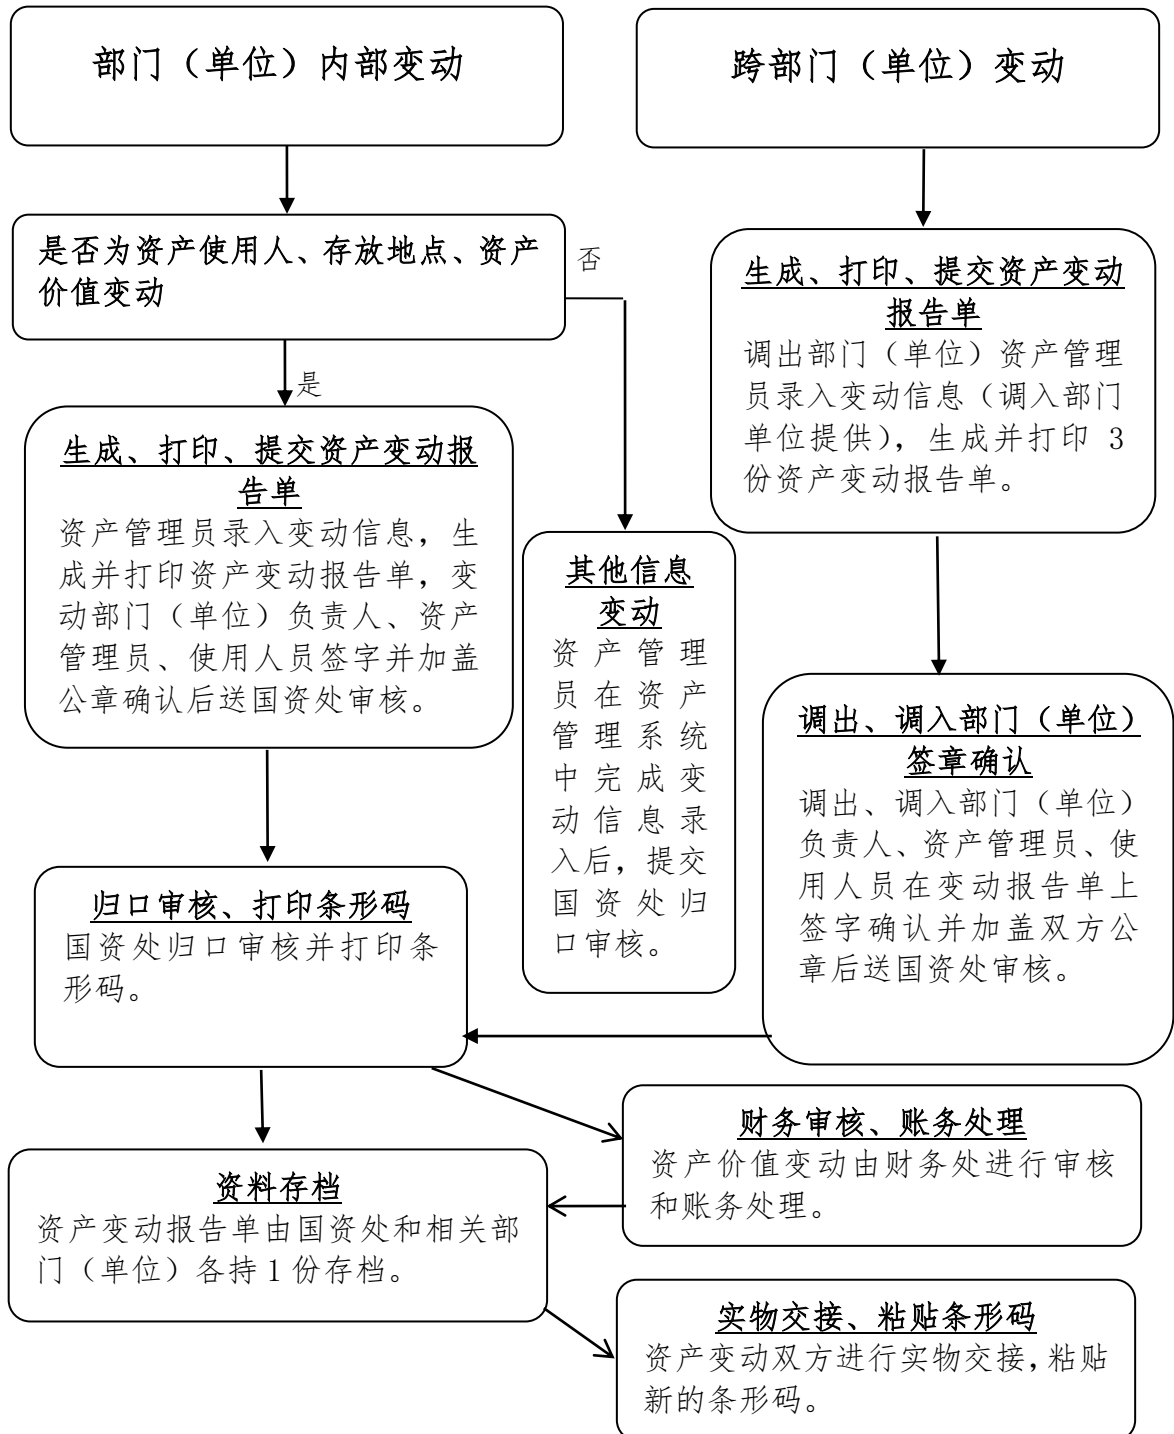 部门（单位）内部变动
跨部门（单位）变动
是否为资产使用人、存放地点、资产
价值变动
否
是
生成、打印、提交资产变动
报告单
调出部门（单位）资产管理
员录入变动信息（调入部门
单位提供），生成并打印 3
份资产变动报告单。
生成、打印、提交资产变动报
告单
资产管理员录入变动信息，生
成并打印资产变动报告单，变
动部门（单位）负责人、资产
管理员、使用人员签字并加盖
公章确认后送国资处审核。
其他信息
变动
资产管理
员在资产
管理系统
中完成变
动信息录
入后，提交
国资处归
口审核。
调出、调入部门（单位）
签章确认
调出、调入部门（单位）
负责人、资产管理员、使
用人员在变动报告单上
签字确认并加盖双方公
章后送国资处审核。
归口审核、打印条形码
国资处归口审核并打印条
形码。
财务审核、账务处理
资产价值变动由财务处进行审核
和账务处理。
资料存档
资产变动报告单由国资处和相关部
门（单位）各持 1 份存档。
实物交接、粘贴条形码
资产变动双方进行实物交接，粘贴
新的条形码。